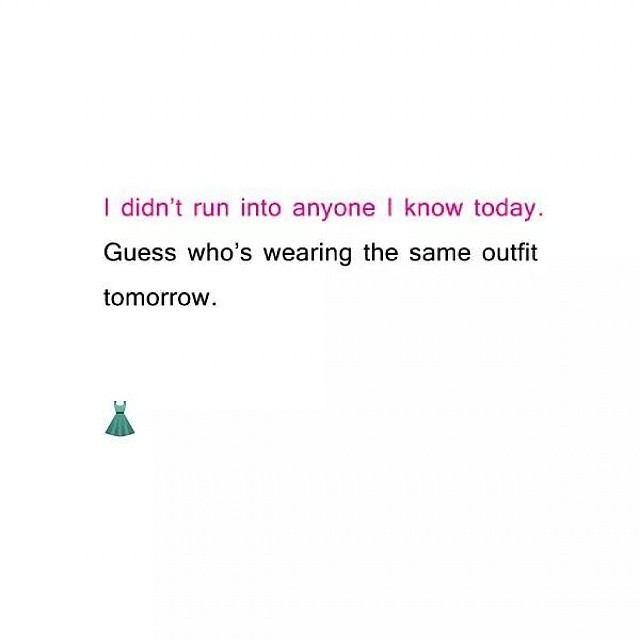 I didn’t run into anyone I know today.
Guess who’s wearing the same outfit
tomorrow.